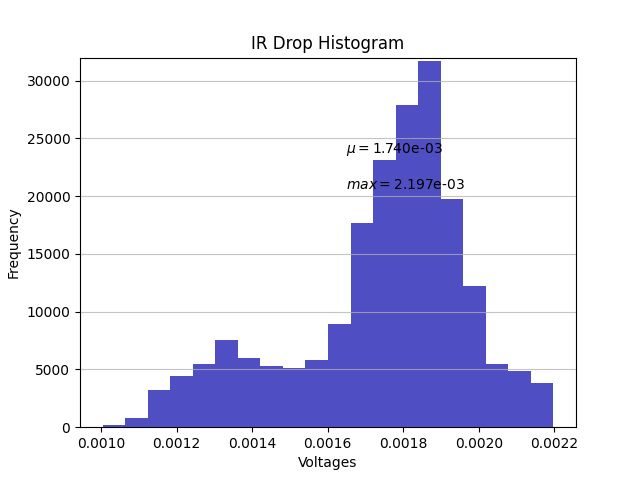 IR Drop Histogram
30000
25000
20000
15000
10000
5000
0
Frequency
μ = 1.740e-03
max = 2.197e-03
0.0010 0.0012 0.0014 0.0016 0.0018 0.0020 0.0022
Voltages